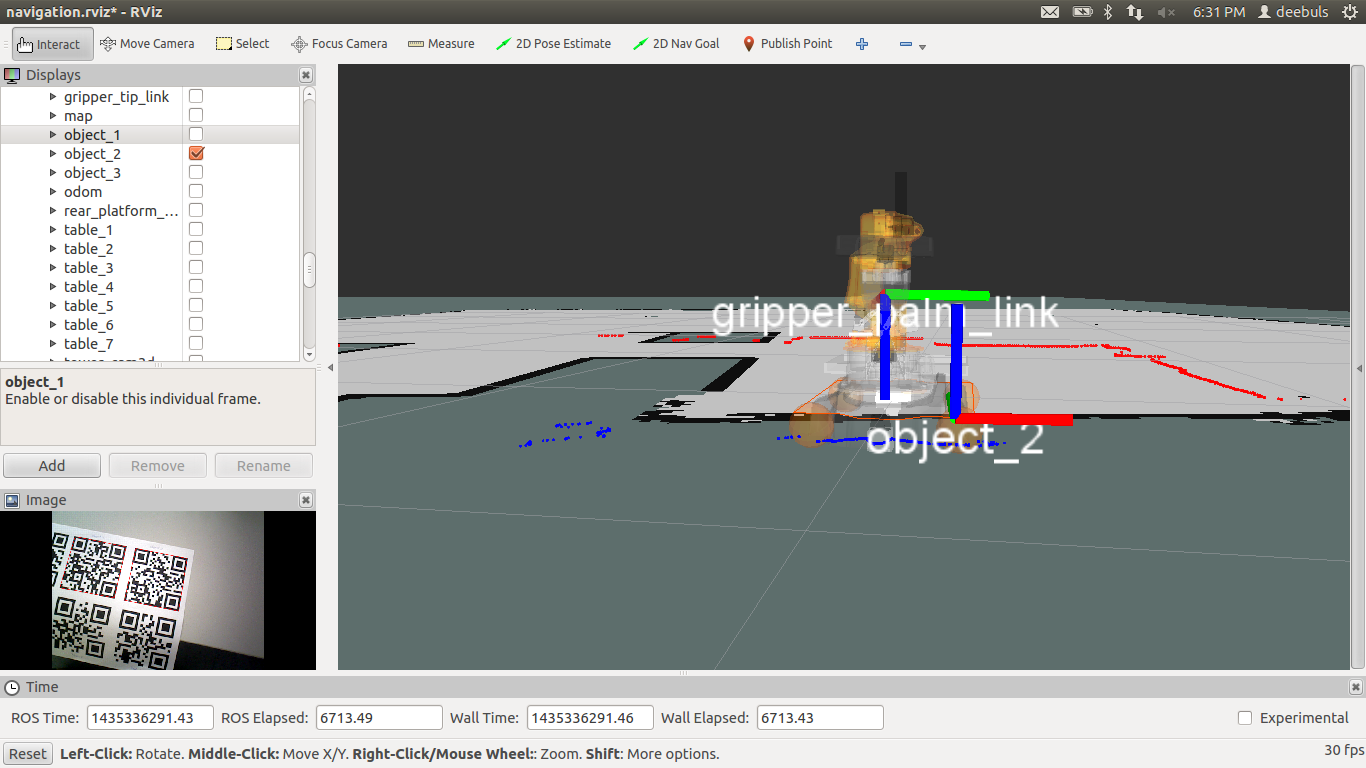 navigation.rviz* - RViz
6:31 PM deebuls
Interact Move Camera Select Focus Camera Measure 2D Pose Estimate 2D Nav Goal Publish Point
Displays
gripper_tip_link
map
object_1
object_2
object_3
odom
rear_platform_...
table_1
table_2
table_3
table_4
table_5
table_6
table_7
object_1
Enable or disable this individual frame.
Add Remove Rename
Image
gripper_palm_link
object_2
Time
ROS Time: 1435336291.43 ROS Elapsed: 6713.49 Wall Time: 1435336291.46 Wall Elapsed: 6713.43 Experimental
Reset Left-Click: Rotate. Middle-Click: Move X/Y. Right-Click/Mouse Wheel:: Zoom. Shift: More options. 30 fps